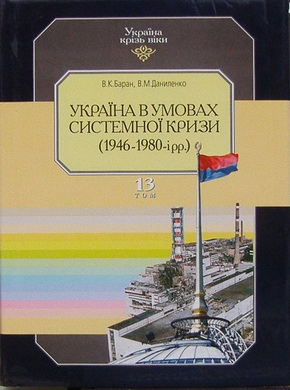 Україна
крізь віки
В.К.Баран, В.М.Даниленко
УКРАЇНА В УМОВАХ
СИСТЕМНОЇ КРИЗИ
(1946-1980-і рр.)
13
ТОМ